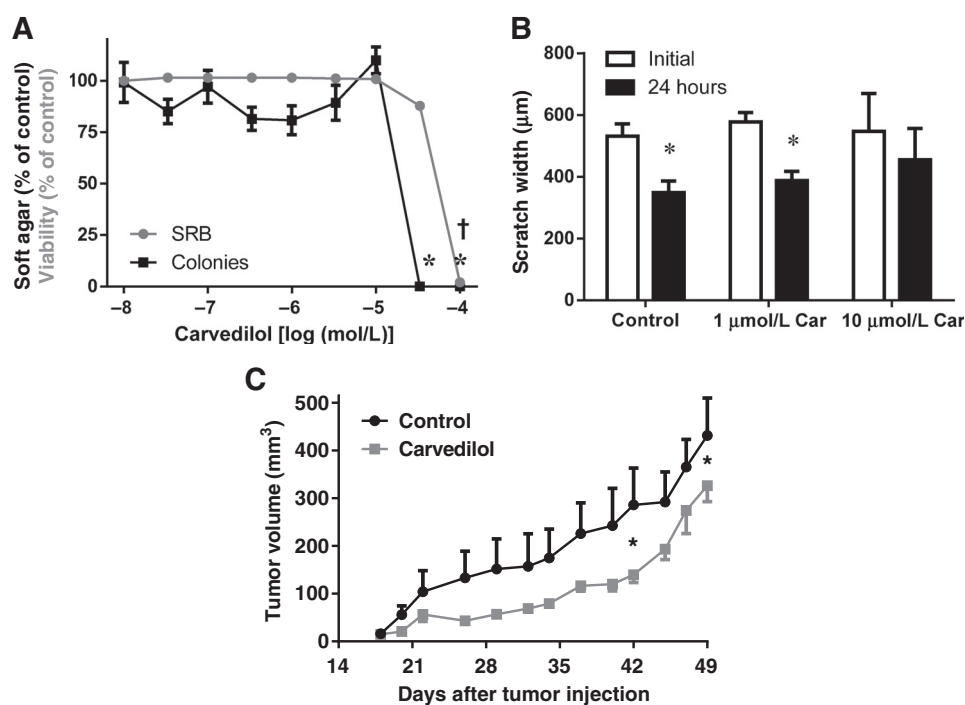 A
Soft agar (% of control)
Viability (% of control)
100
75
50
25
0
SRB
Colonies
*
*
†
–8
–7
–6
–5
–4
Carvedilol [log (mol/L)]
B
Scratch width (µm)
800
600
400
200
0
Initial
24 hours
*
*
Control
1 µmol/L Car
10 µmol/L Car
C
Tumor volume (mm³)
500
400
300
200
100
0
Control
Carvedilol
*
*
14
21
28
35
42
49
Days after tumor injection